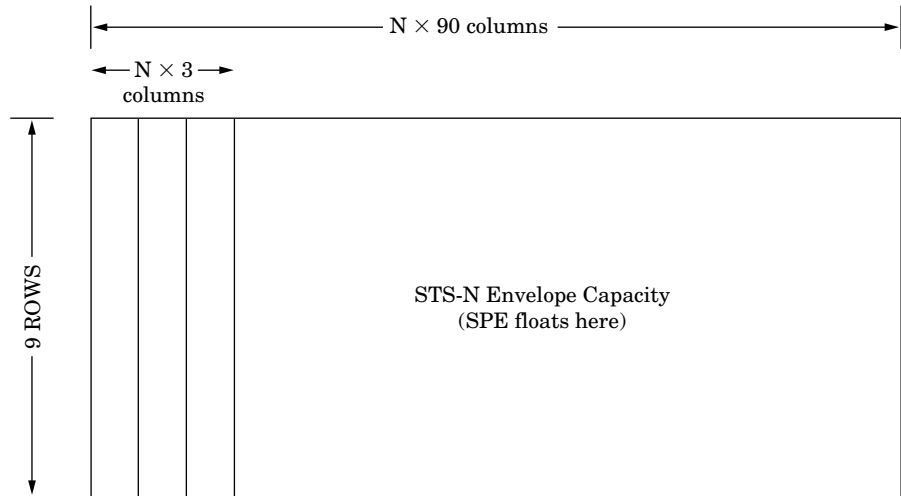 N × 90 columns
N × 3
columns
9 ROWS
STS-N Envelope Capacity
(SPE floats here)